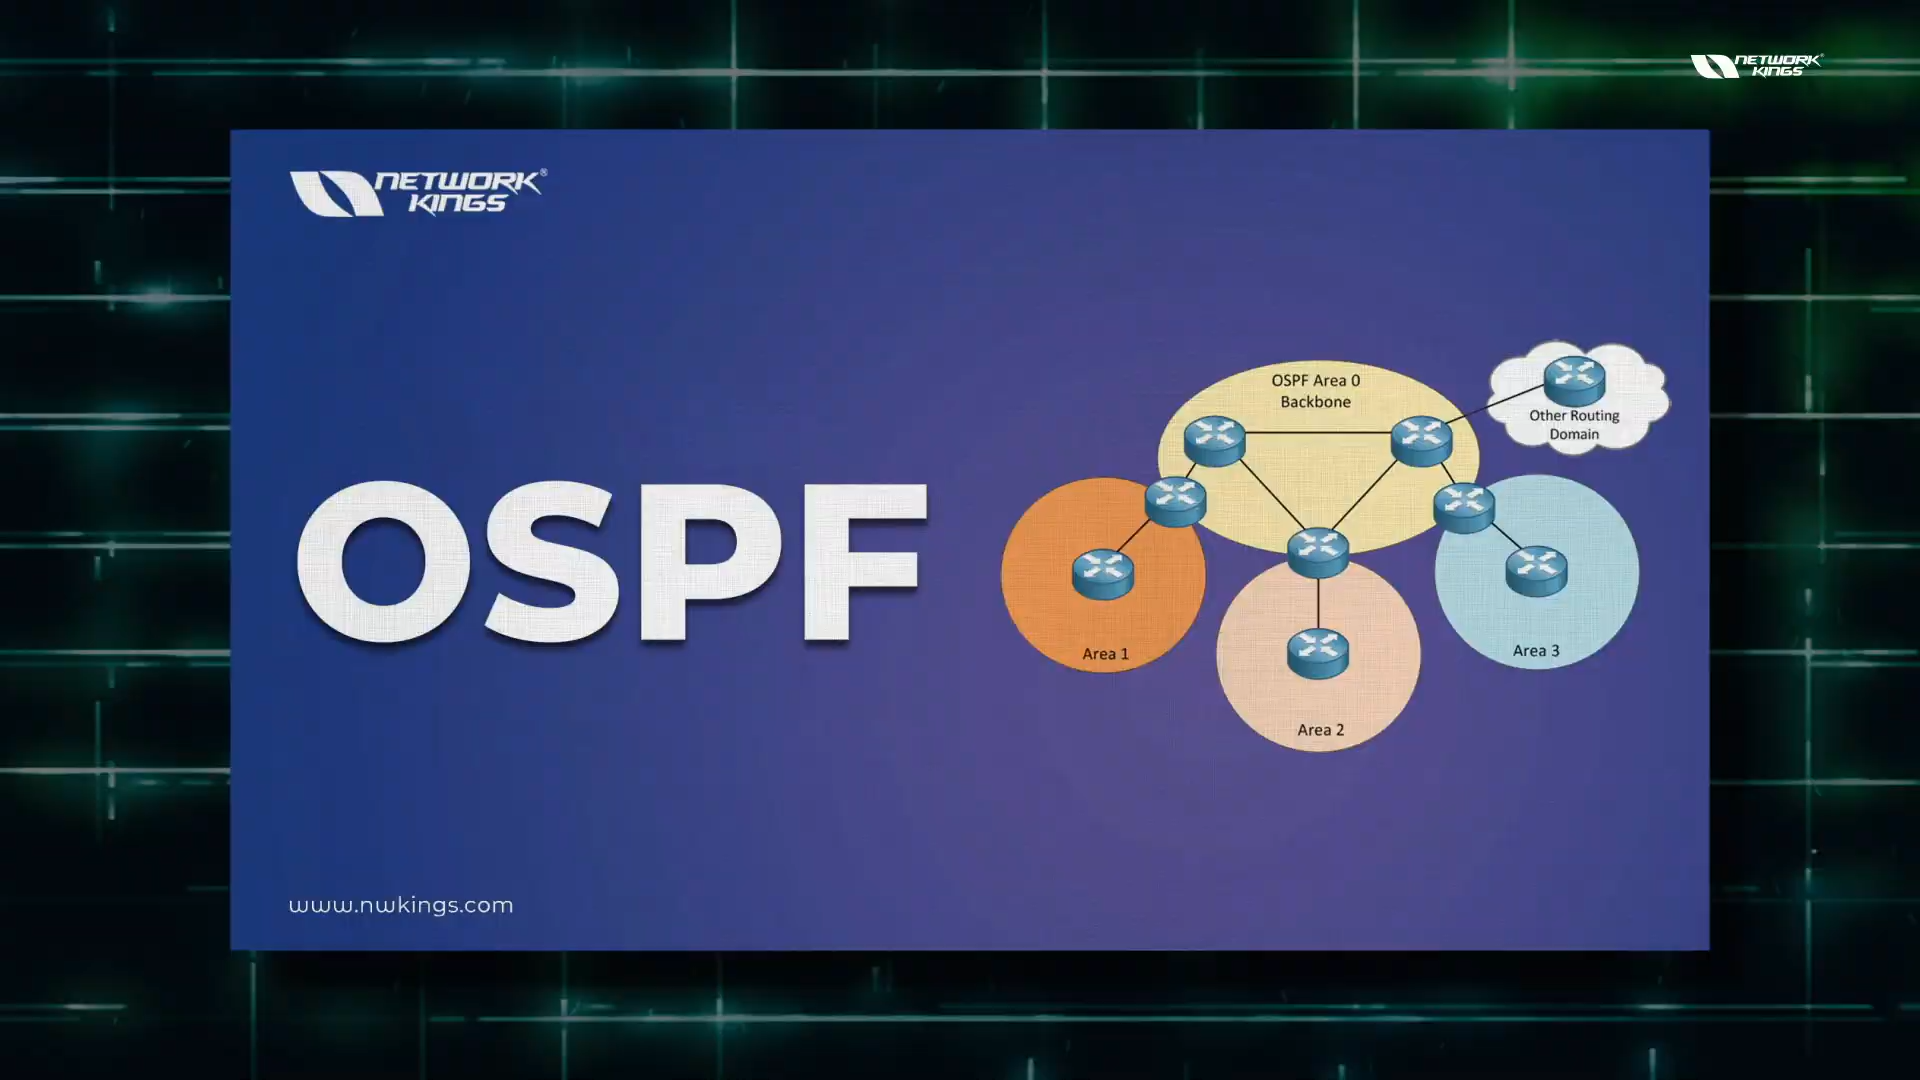 NETWORK
KINGS
NETWORK
KINGS
OSPF Area 0
Backbone
Other Routing
Domain
OSPF
Area 1
Area 3
Area 2
www.nwkings.com